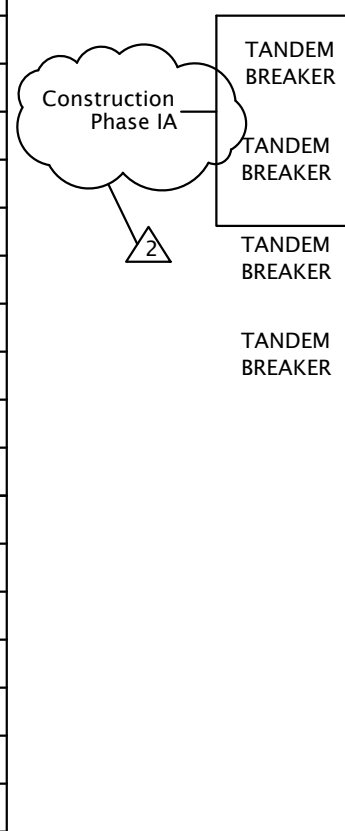 TANDEM
BREAKER
Construction
Phase IA
TANDEM
BREAKER
2
TANDEM
BREAKER
TANDEM
BREAKER